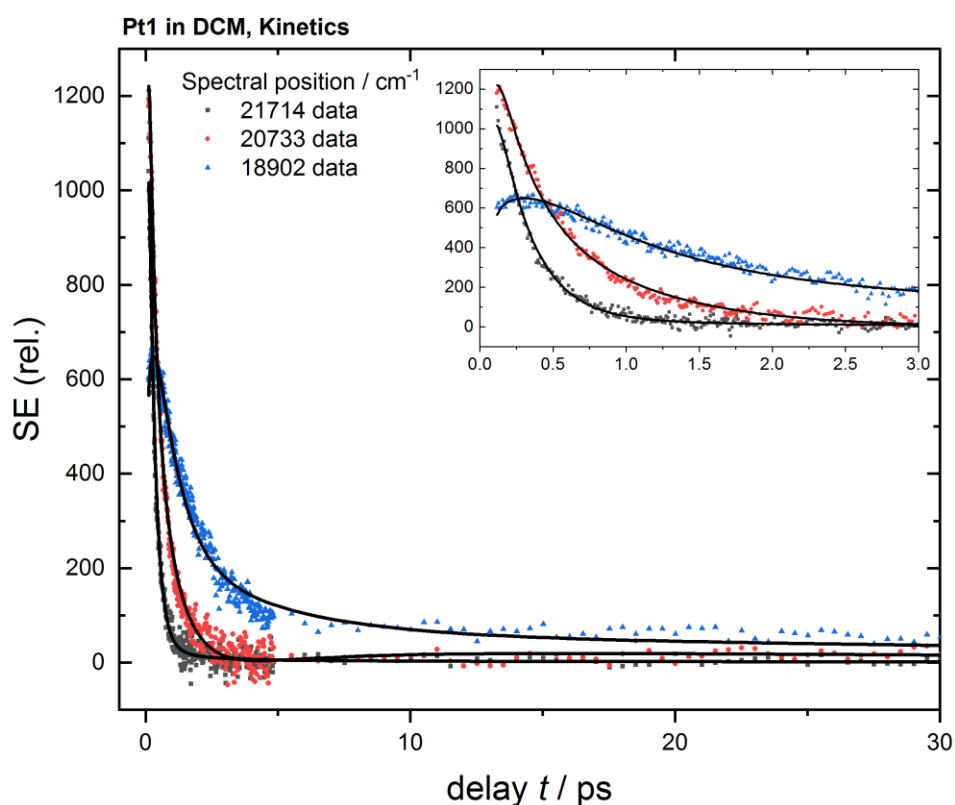 Pt1 in DCM, Kinetics
Spectral position / cm⁻¹
21714 data
20733 data
18902 data
SE (rel.)
1200
1000
800
600
400
200
0
0 10 20 30
delay t / ps
1200
1000
800
600
400
200
0
0.0 0.5 1.0 1.5 2.0 2.5 3.0